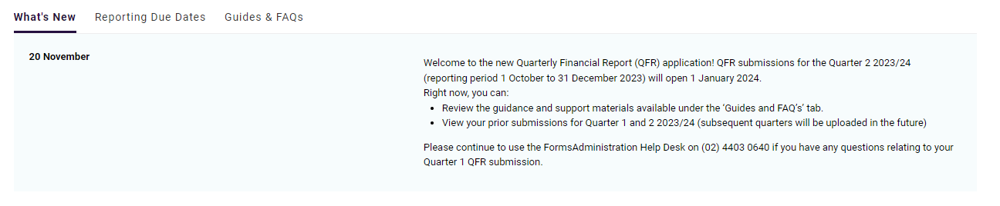 What's New
Reporting Due Dates
Guides & FAQs
20 November
Welcome to the new Quarterly Financial Report (QFR) application! QFR submissions for the Quarter 2 2023/24
(reporting period 1 October to 31 December 2023) will open 1 January 2024.
Right now, you can:
• Review the guidance and support materials available under the ‘Guides and FAQ’s’ tab.
• View your prior submissions for Quarter 1 and 2 2023/24 (subsequent quarters will be uploaded in the future)
Please continue to use the FormsAdministration Help Desk on (02) 4403 0640 if you have any questions relating to your
Quarter 1 QFR submission.